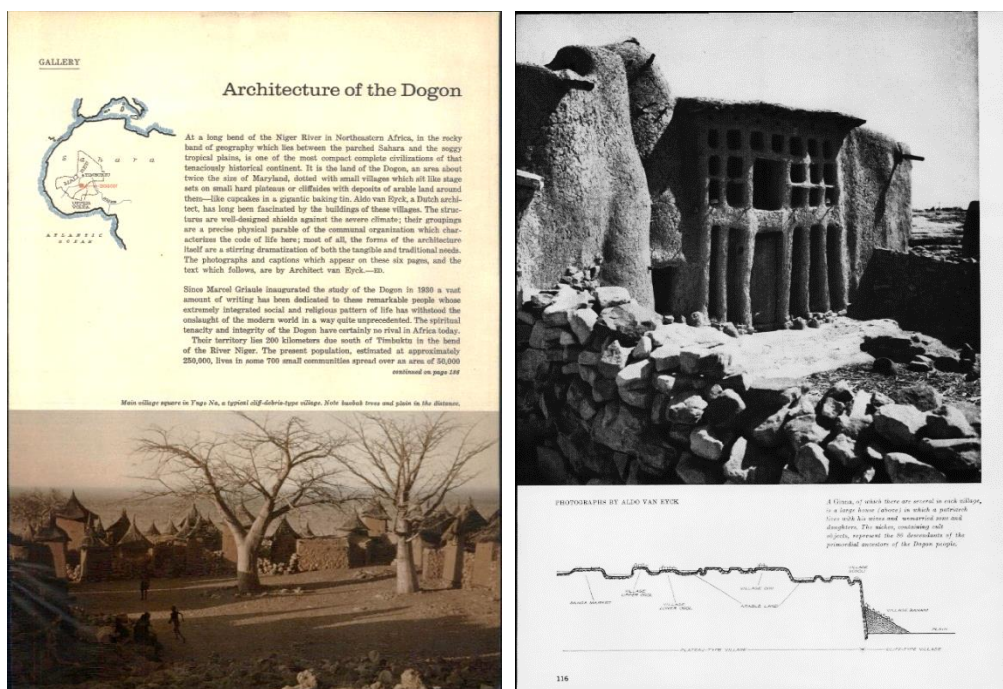 GALLERY
Architecture of the Dogon
S a h a r a
ATLANTIC
OCEAN
At a long bend of the Niger River in Northeastern Africa, in the rocky
band of geography which lies between the parched Sahara and the soggy
tropical plains, is one of the most compact complete civilizations of that
tenaciously historical continent. It is the land of the Dogon, an area about
twice the size of Maryland, dotted with small villages which sit like stage
sets on small hard plateaus or cliffsides with deposits of arable land around
them—like cupcakes in a gigantic baking tin. Aldo van Eyck, a Dutch archi-
tect, has long been fascinated by the buildings of these villages. The struc-
tures are well-designed shields against the severe climate; their groupings
are a precise physical parable of the communal organization which char-
acterizes the code of life here; most of all, the forms of the architecture
itself are a stirring dramatization of both the tangible and traditional needs.
The photographs and captions which appear on these six pages, and the
text which follows, are by Architect van Eyck.—ED.
Since Marcel Griaule inaugurated the study of the Dogon in 1930 a vast
amount of writing has been dedicated to these remarkable people whose
extremely integrated social and religious pattern of life has withstood the
onslaught of the modern world in a way quite unprecedented. The spiritual
tenacity and integrity of the Dogon have certainly no rival in Africa today.
Their territory lies 200 kilometers due south of Timbuktu in the bend
of the River Niger. The present population, estimated at approximately
250,000, lives in some 700 small communities spread over an area of 50,000
continued on page 186
Main village square in Yugo Na, a typical cliff-debris-type village. Note baobab trees and plain in the distance.
PHOTOGRAPHS BY ALDO VAN EYCK
A Ginna, of which there are several in each village,
is a large house (above) in which a patriarch
lives with his wives and unmarried sons and
daughters. The niches, containing cult
objects, represent the 80 descendants of the
primordial ancestors of the Dogon people.
VILLAGE
UPPER OGOL
VILLAGE
LOWER OGOL
ARABLE LAND
VILLAGE
PLATEAU-TYPE VILLAGE
CLIFF-TYPE VILLAGE
116